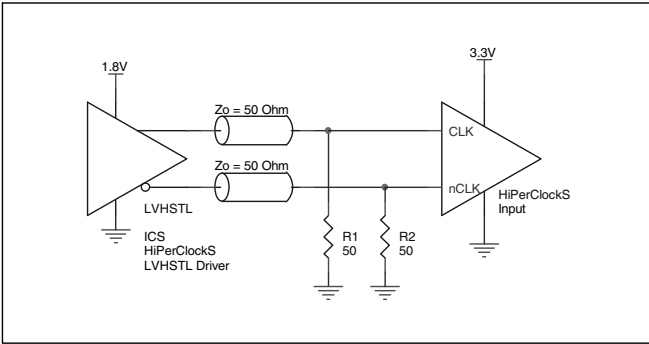 1.8V
3.3V
Zo = 50 Ohm
CLK
Zo = 50 Ohm
nCLK
HiPerClockS
Input
LVHSTL
ICS
HiPerClockS
LVHSTL Driver
R1
50
R2
50